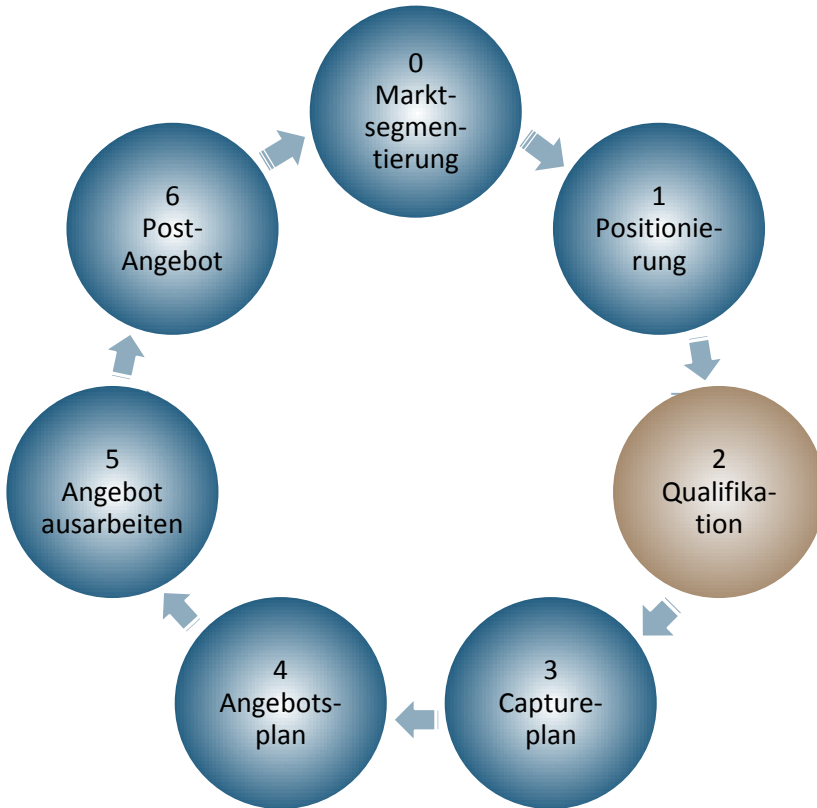 0
Markt-
segmen-
tierung
1
Positionie-
rung
2
Qualifika-
tion
3
Capture-
plan
4
Angebots-
plan
5
Angebot
ausarbeiten
6
Post-
Angebot